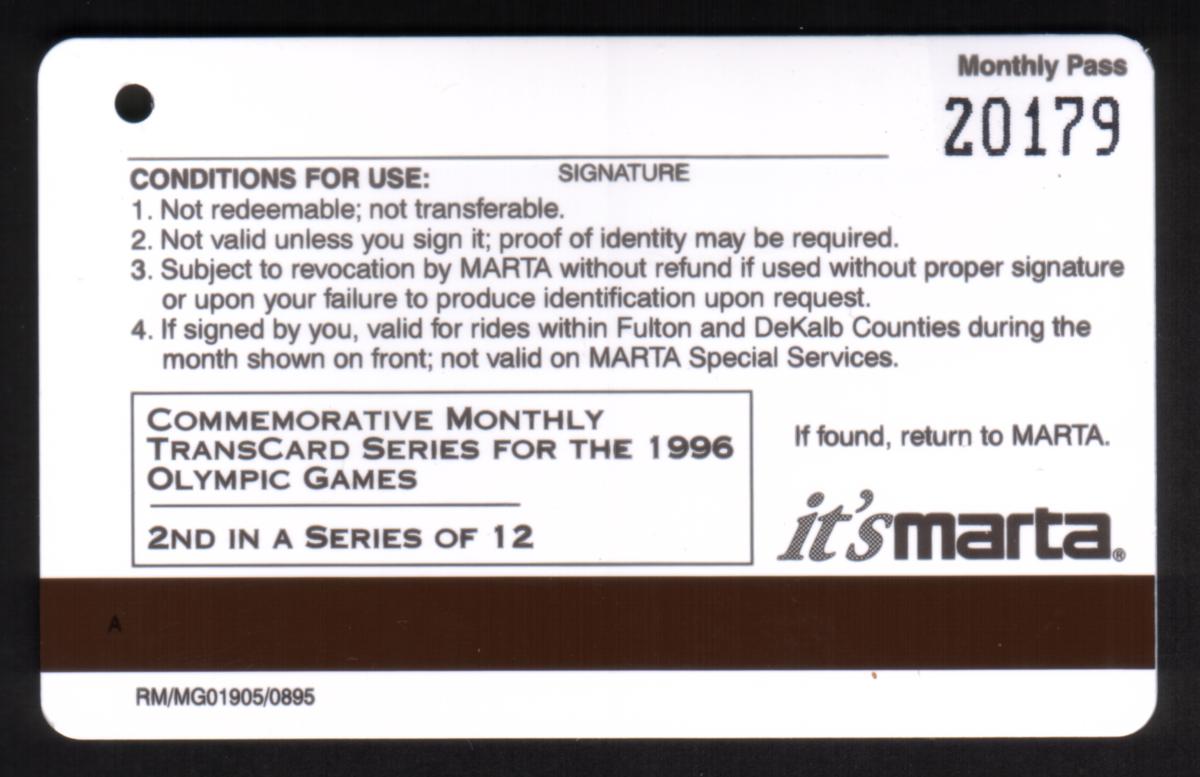 Monthly Pass
20179
SIGNATURE
CONDITIONS FOR USE:
1. Not redeemable; not transferable.
2. Not valid unless you sign it; proof of identity may be required.
3. Subject to revocation by MARTA without refund if used without proper signature
or upon your failure to produce identification upon request.
4. If signed by you, valid for rides within Fulton and DeKalb Counties during the
month shown on front; not valid on MARTA Special Services.
COMMEMORATIVE MONTHLY
TRANSCARD SERIES FOR THE 1996
OLYMPIC GAMES
2ND IN A SERIES OF 12
If found, return to MARTA.
it'smarta®
A
RM/MG01905/0895